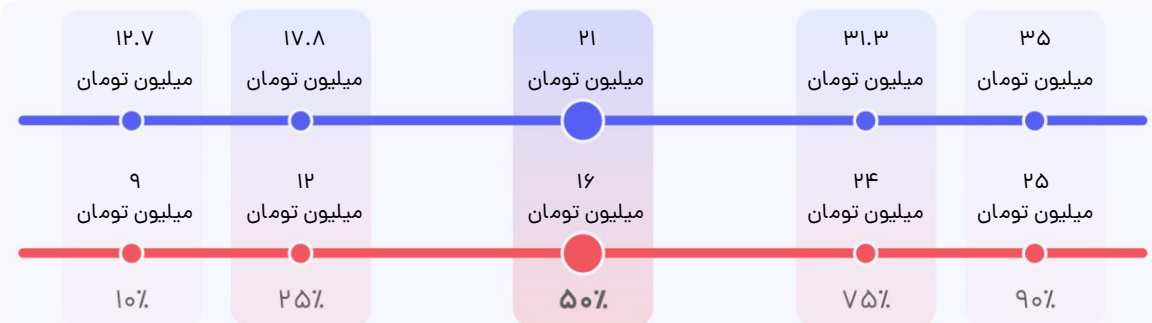 ۱۲.۷ ۱۷.۸ ۲۱ ۳۱.۳ ۳۵
میلیون تومان میلیون تومان میلیون تومان میلیون تومان میلیون تومان
۹ ۱۲ ۱۶ ۲۴ ۲۵
میلیون تومان میلیون تومان میلیون تومان میلیون تومان میلیون تومان
۱۰٪ ۲۵٪ ۵۰٪ ۷۵٪ ۹۰٪